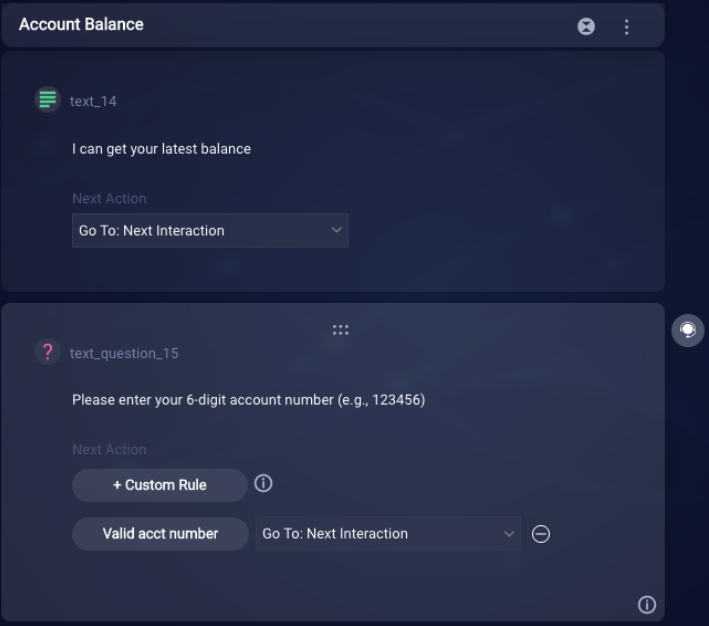 Account Balance
text_14
I can get your latest balance
Next Action
Go To: Next Interaction
?
text_question_15
Please enter your 6-digit account number (e.g., 123456)
Next Action
+ Custom Rule
Valid acct number
Go To: Next Interaction